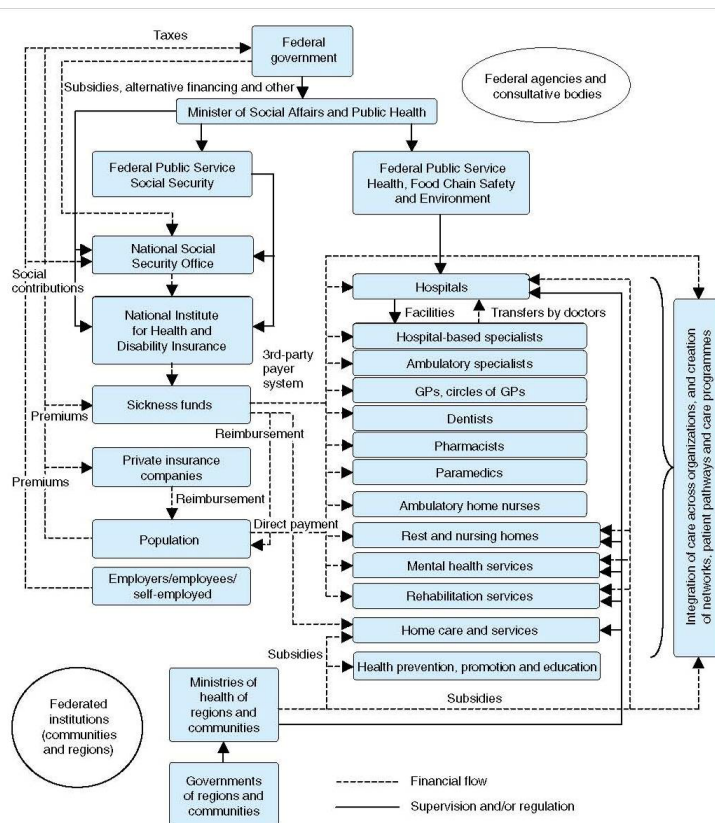 Taxes
Federal
government
Federal agencies and
consultative bodies
Subsidies, alternative financing and other
Minister of Social Affairs and Public Health
Federal Public Service
Social Security
Federal Public Service
Health, Food Chain Safety
and Environment
National Social
Security Office
Social
contributions
Hospitals
Facilities
Transfers by doctors
National Institute
for Health and
Disability Insurance
Hospital-based specialists
3rd-party
payer
system
Ambulatory specialists
GPs, circles of GPs
Sickness funds
Premiums
Reimbursement
Dentists
Pharmacists
Private insurance
companies
Premiums
Paramedics
Reimbursement
Ambulatory home nurses
Population
Direct payment
Rest and nursing homes
Mental health services
Employers/employees/
self-employed
Rehabilitation services
Home care and services
Subsidies
Health prevention, promotion and education
Integration of care across organizations, and creation
of networks, patient pathways and care programmes
Federated
institutions
(communities
and regions)
Ministries of
health of
regions and
communities
Subsidies
Governments
of regions and
communities
Financial flow
Supervision and/or regulation